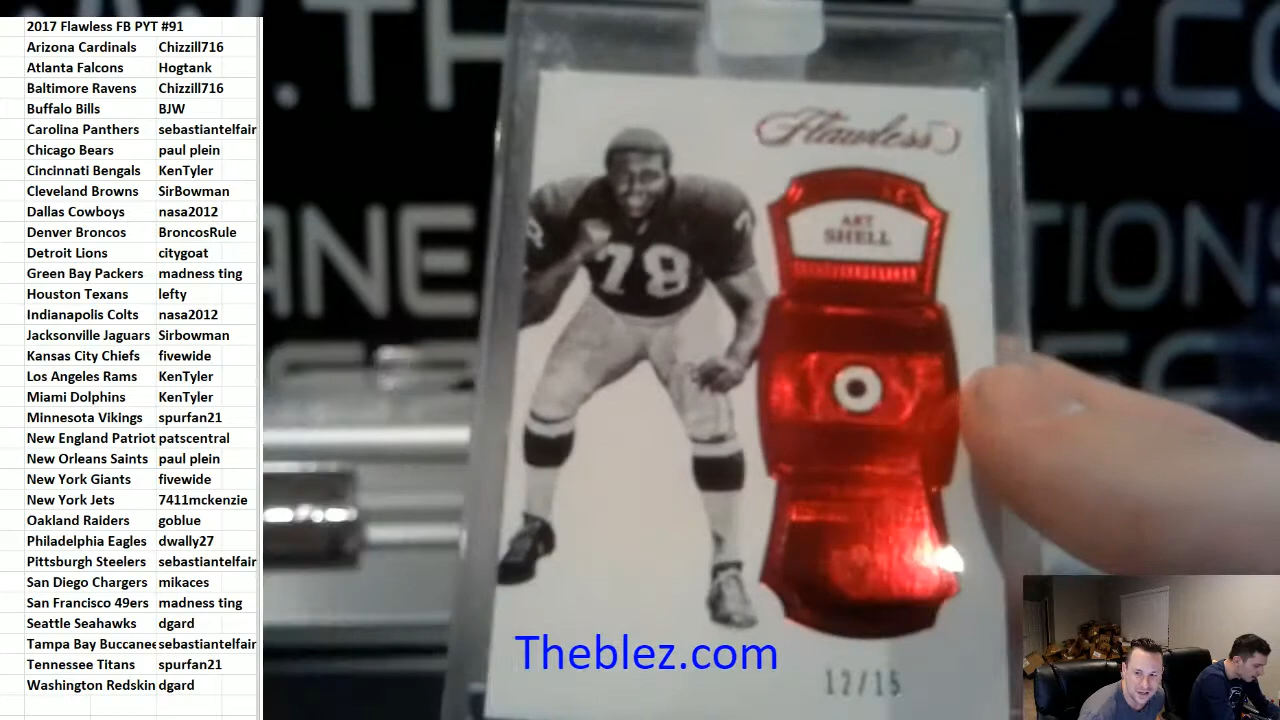 2017 Flawless FB PYT #91
Arizona Cardinals Chizzill716
Atlanta Falcons Hogtank
Baltimore Ravens Chizzill716
Buffalo Bills BJW
Carolina Panthers sebastiantelfair
Chicago Bears paul plein
Cincinnati Bengals KenTyler
Cleveland Browns SirBowman
Dallas Cowboys nasa2012
Denver Broncos BroncosRule
Detroit Lions citygoat
Green Bay Packers madness ting
Houston Texans lefty
Indianapolis Colts nasa2012
Jacksonville Jaguars Sirbowman
Kansas City Chiefs fivewide
Los Angeles Rams KenTyler
Miami Dolphins KenTyler
Minnesota Vikings spurfan21
New England Patriot patscentral
New Orleans Saints paul plein
New York Giants fivewide
New York Jets 7411mckenzie
Oakland Raiders goblue
Philadelphia Eagles dwally27
Pittsburgh Steelers sebastiantelfair
San Diego Chargers mikaces
San Francisco 49ers madness ting
Seattle Seahawks dgard
Tampa Bay Buccanee sebastiantelfair
Tennessee Titans spurfan21
Washington Redskin dgard
Flawless
ART
SHELL
78
Theblez.com
12/15